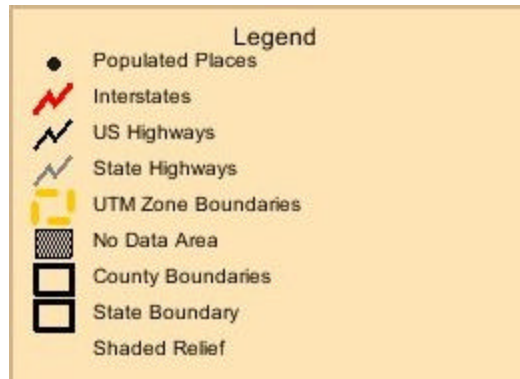 Legend
Populated Places
Interstates
US Highways
State Highways
UTM Zone Boundaries
No Data Area
County Boundaries
State Boundary
Shaded Relief